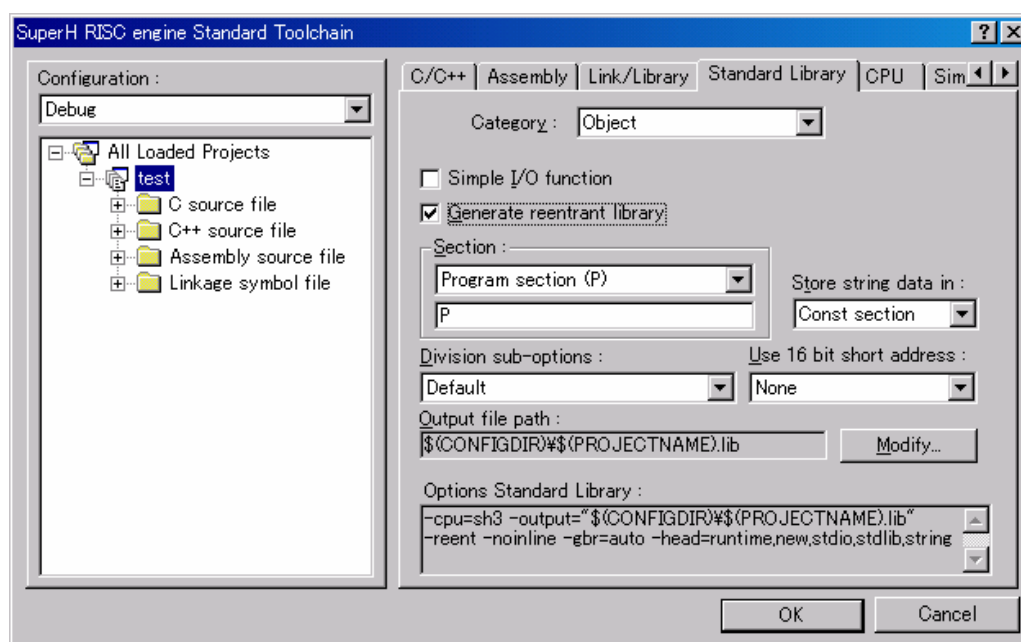 SuperH RISC engine Standard Toolchain
Configuration :
Debug
All Loaded Projects
test
C source file
C++ source file
Assembly source file
Linkage symbol file
C/C++ Assembly Link/Library Standard Library CPU Sim
Category : Object
Simple I/O function
Generate reentrant library
Section :
Program section (P)
P
Store string data in :
Const section
Division sub-options :
Default
Use 16 bit short address :
None
Output file path :
$(CONFIGDIR)¥$(PROJECTNAME).lib
Modify...
Options Standard Library :
-cpu=sh3 -output="$(CONFIGDIR)¥$(PROJECTNAME).lib"
-reent -noinline -gbr=auto -head=runtime,new,stdio,stdlib,string
OK Cancel